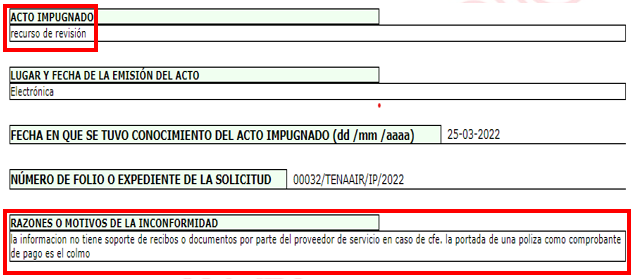 ACTO IMPUGNADO
recurso de revisión
LUGAR Y FECHA DE LA EMISIÓN DEL ACTO
Electrónica
FECHA EN QUE SE TUVO CONOCIMIENTO DEL ACTO IMPUGNADO (dd /mm /aaaa) 25-03-2022
NÚMERO DE FOLIO O EXPEDIENTE DE LA SOLICITUD 00032/TENAAIR/IP/2022
RAZONES O MOTIVOS DE LA INCONFORMIDAD
la informacion no tiene soporte de recibos o documentos por parte del proveedor de servicio en caso de cfe. la portada de una poliza como comprobante
de pago es el colmo